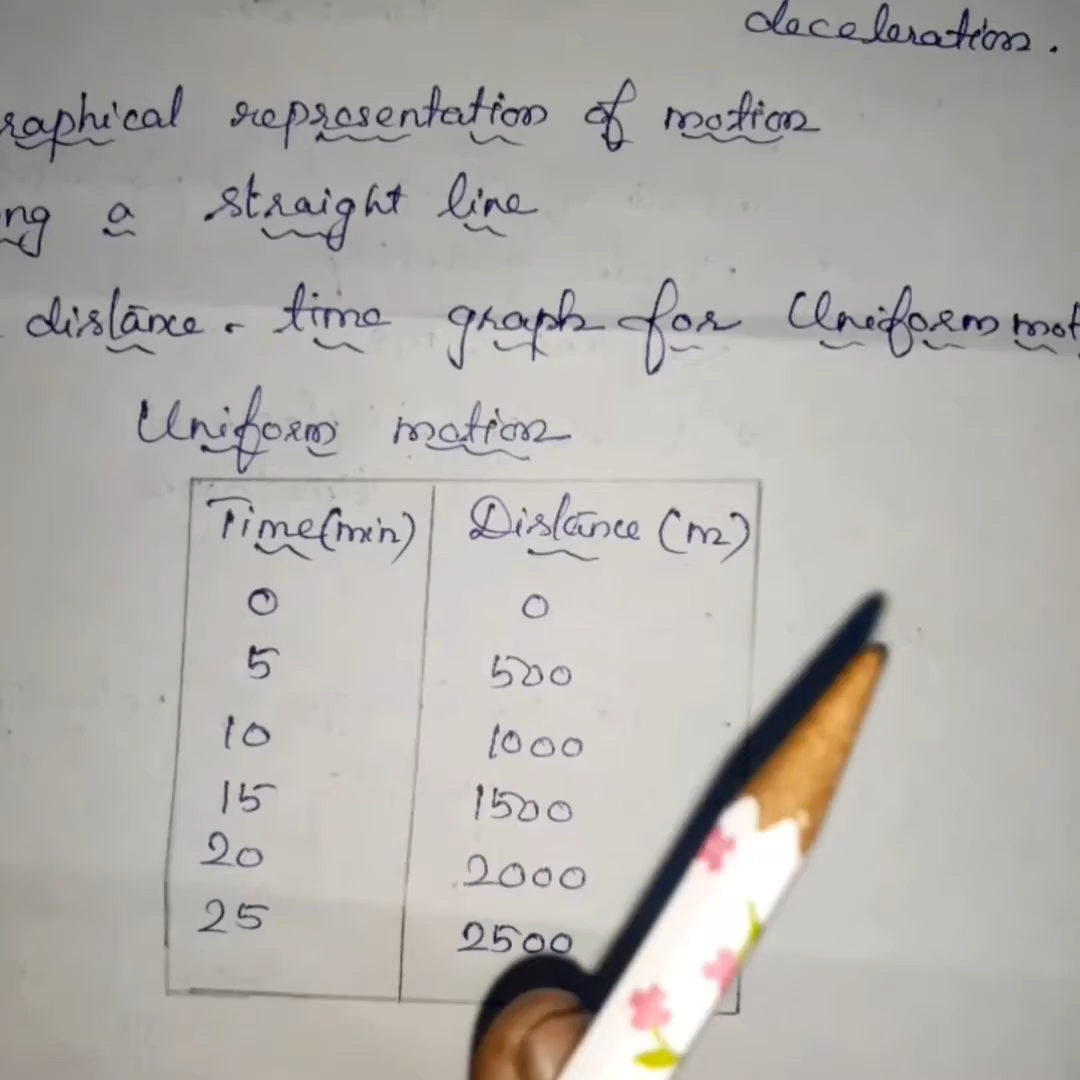 deceleration.
raphical representation of motion
ng a straight line
distance - time graph for Uniform mot
Uniform motion
Time(min) Distance (m)
0 0
5 500
10 1000
15 1500
20 2000
25 2500